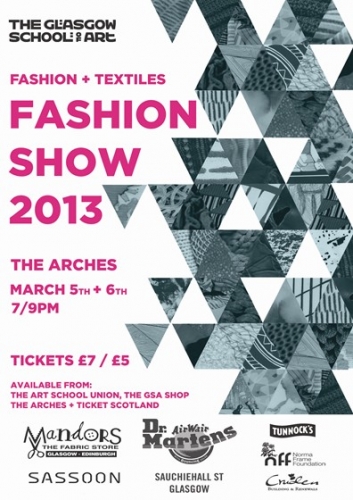 THE GLASGOW
SCHOOL OF ART
FASHION + TEXTILES
FASHION
SHOW
2013
THE ARCHES
MARCH 5TH + 6TH
7/9PM
TICKETS £7 / £5
AVAILABLE FROM:
THE ART SCHOOL UNION, THE GSA SHOP
THE ARCHES + TICKET SCOTLAND
Mandors
THE FABRIC STORE
GLASGOW · EDINBURGH
SASSOON
Dr. AirWair
Martens
SAUCHIEHALL ST
GLASGOW
TUNNOCK'S
nff Norma
Frame
Foundation